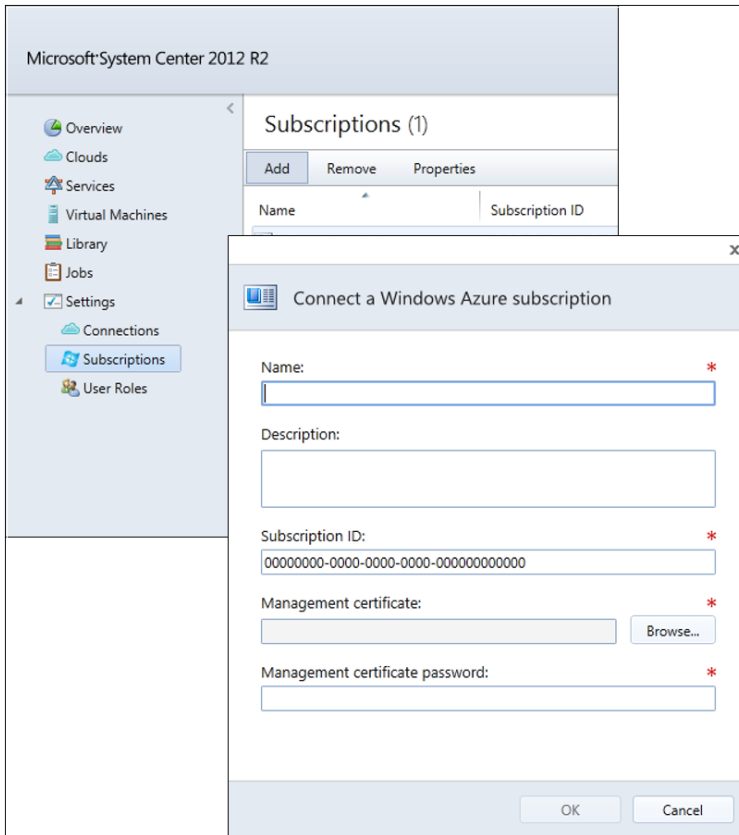 Microsoft System Center 2012 R2
Overview
Clouds
Services
Virtual Machines
Library
Jobs
Settings
Connections
Subscriptions
User Roles
Subscriptions (1)
Add Remove Properties
Name Subscription ID
Connect a Windows Azure subscription
Name: *
Description:
Subscription ID: *
00000000-0000-0000-0000-000000000000
Management certificate: *
Browse...
Management certificate password: *
OK Cancel